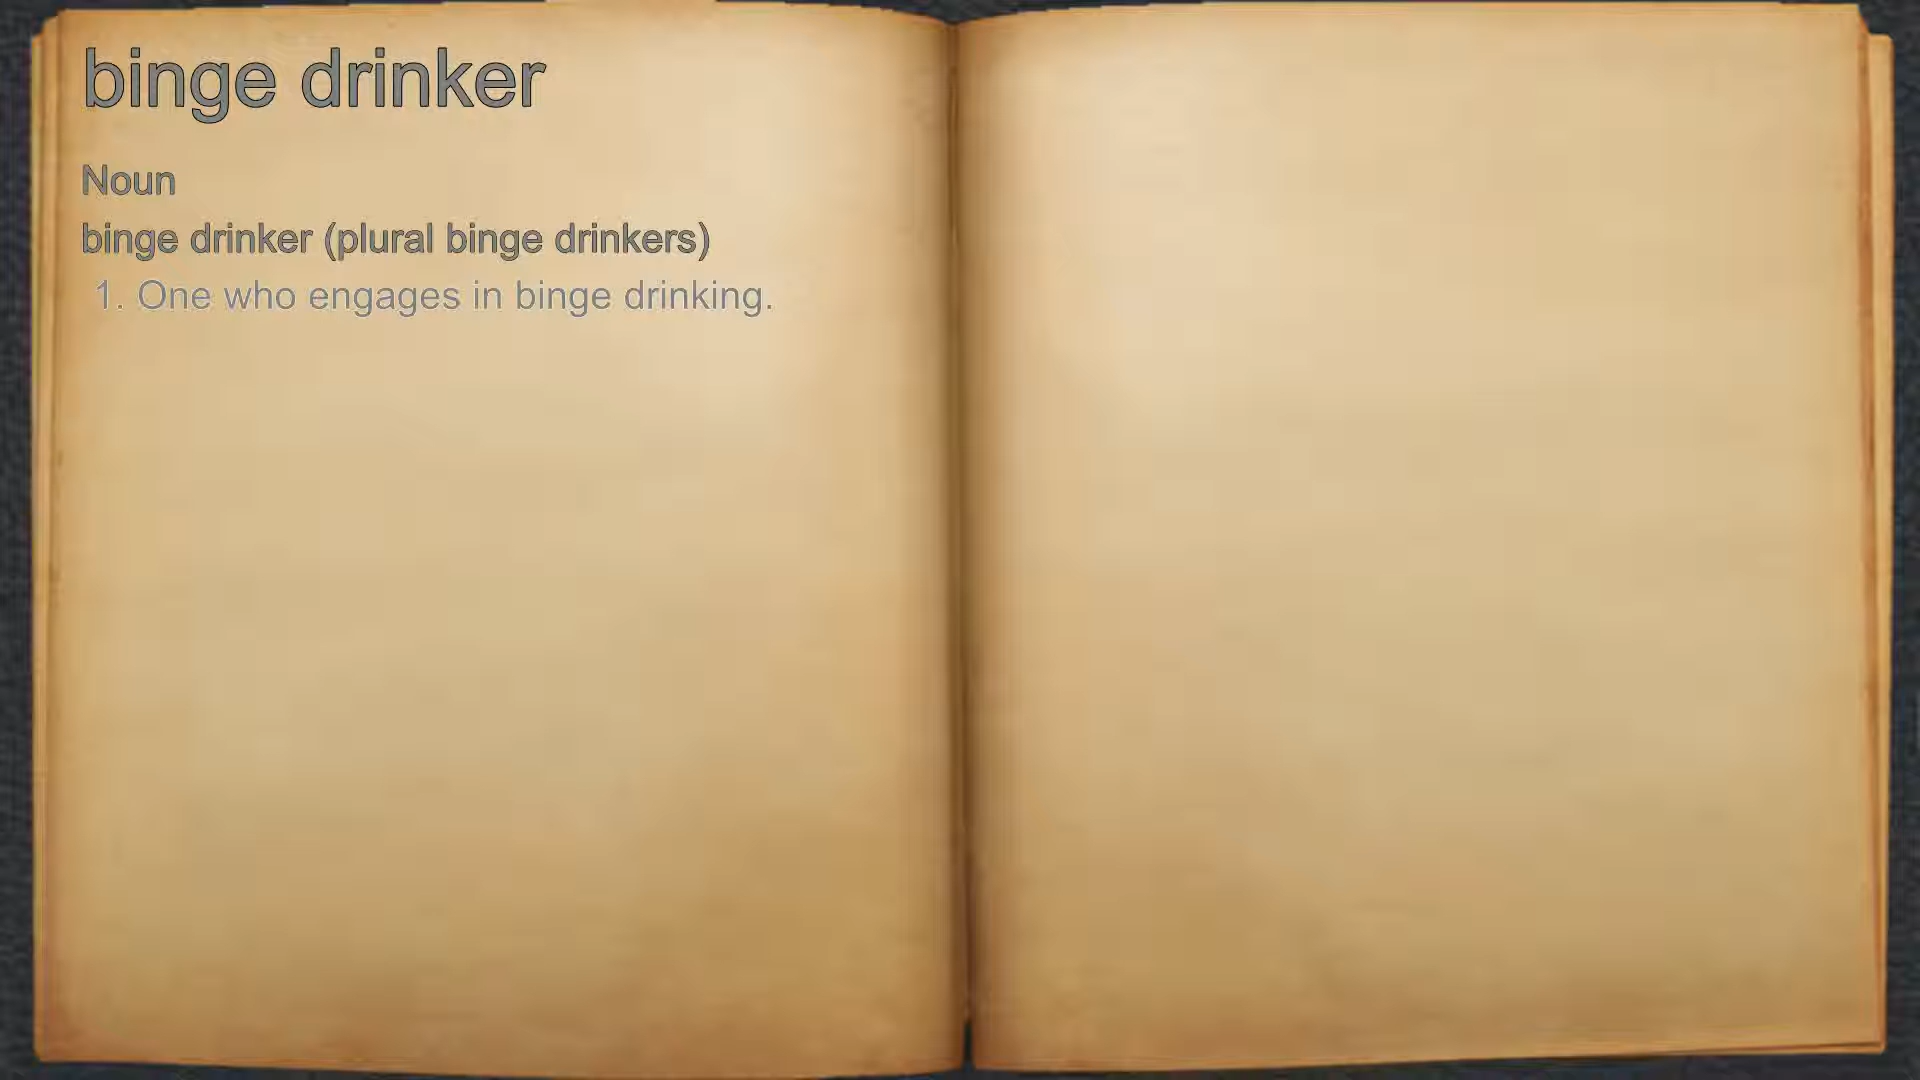 binge drinker
Noun
binge drinker (plural binge drinkers)
1. One who engages in binge drinking.